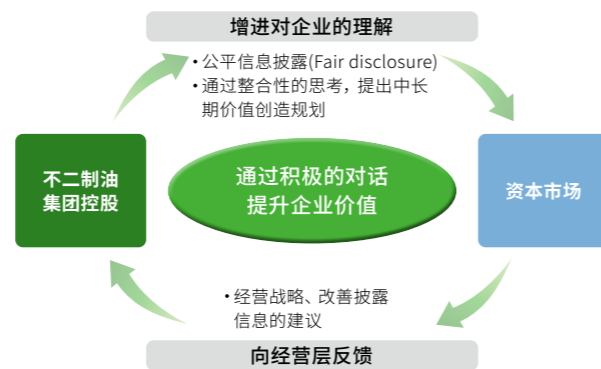 增进对企业的理解
•公平信息披露(Fair disclosure)
•通过整合性的思考，提出中长
期价值创造规划
不二制油
集团控股
通过积极的对话
提升企业价值
资本市场
•经营战略、改善披露
信息的建议
向经营层反馈